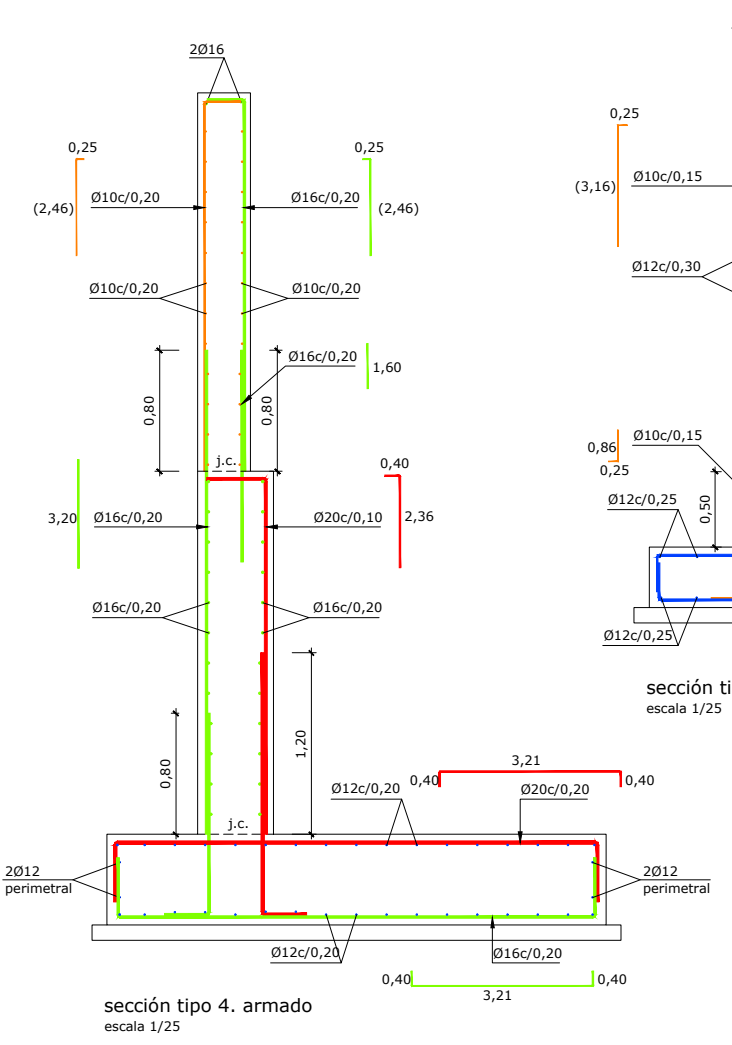 2Ø16
0,25
0,25
0,25
(2,46)
Ø10c/0,20
Ø16c/0,20
(2,46)
(3,16)
Ø10c/0,15
Ø10c/0,20
Ø10c/0,20
Ø12c/0,30
Ø16c/0,20
1,60
0,80
0,80
j.c.
0,40
0,86
Ø10c/0,15
0,25
3,20
Ø16c/0,20
Ø20c/0,10
2,36
Ø12c/0,25
0,50
Ø16c/0,20
Ø16c/0,20
Ø12c/0,25
sección ti
escala 1/25
0,80
1,20
j.c.
3,21
0,40
0,40
Ø12c/0,20
Ø20c/0,20
2Ø12
perimetral
2Ø12
perimetral
Ø12c/0,20
Ø16c/0,20
0,40
0,40
3,21
sección tipo 4. armado
escala 1/25